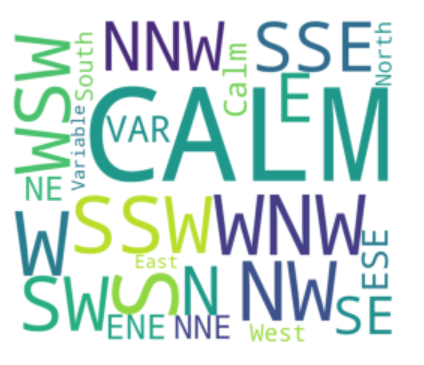 WSW
South
NNW
Calm
SSE
North
Variable
CALM
VAR
E
NE
W
SSW
WNW
ESE
East
SW
S
N
NW
SE
ENE
NNE
West